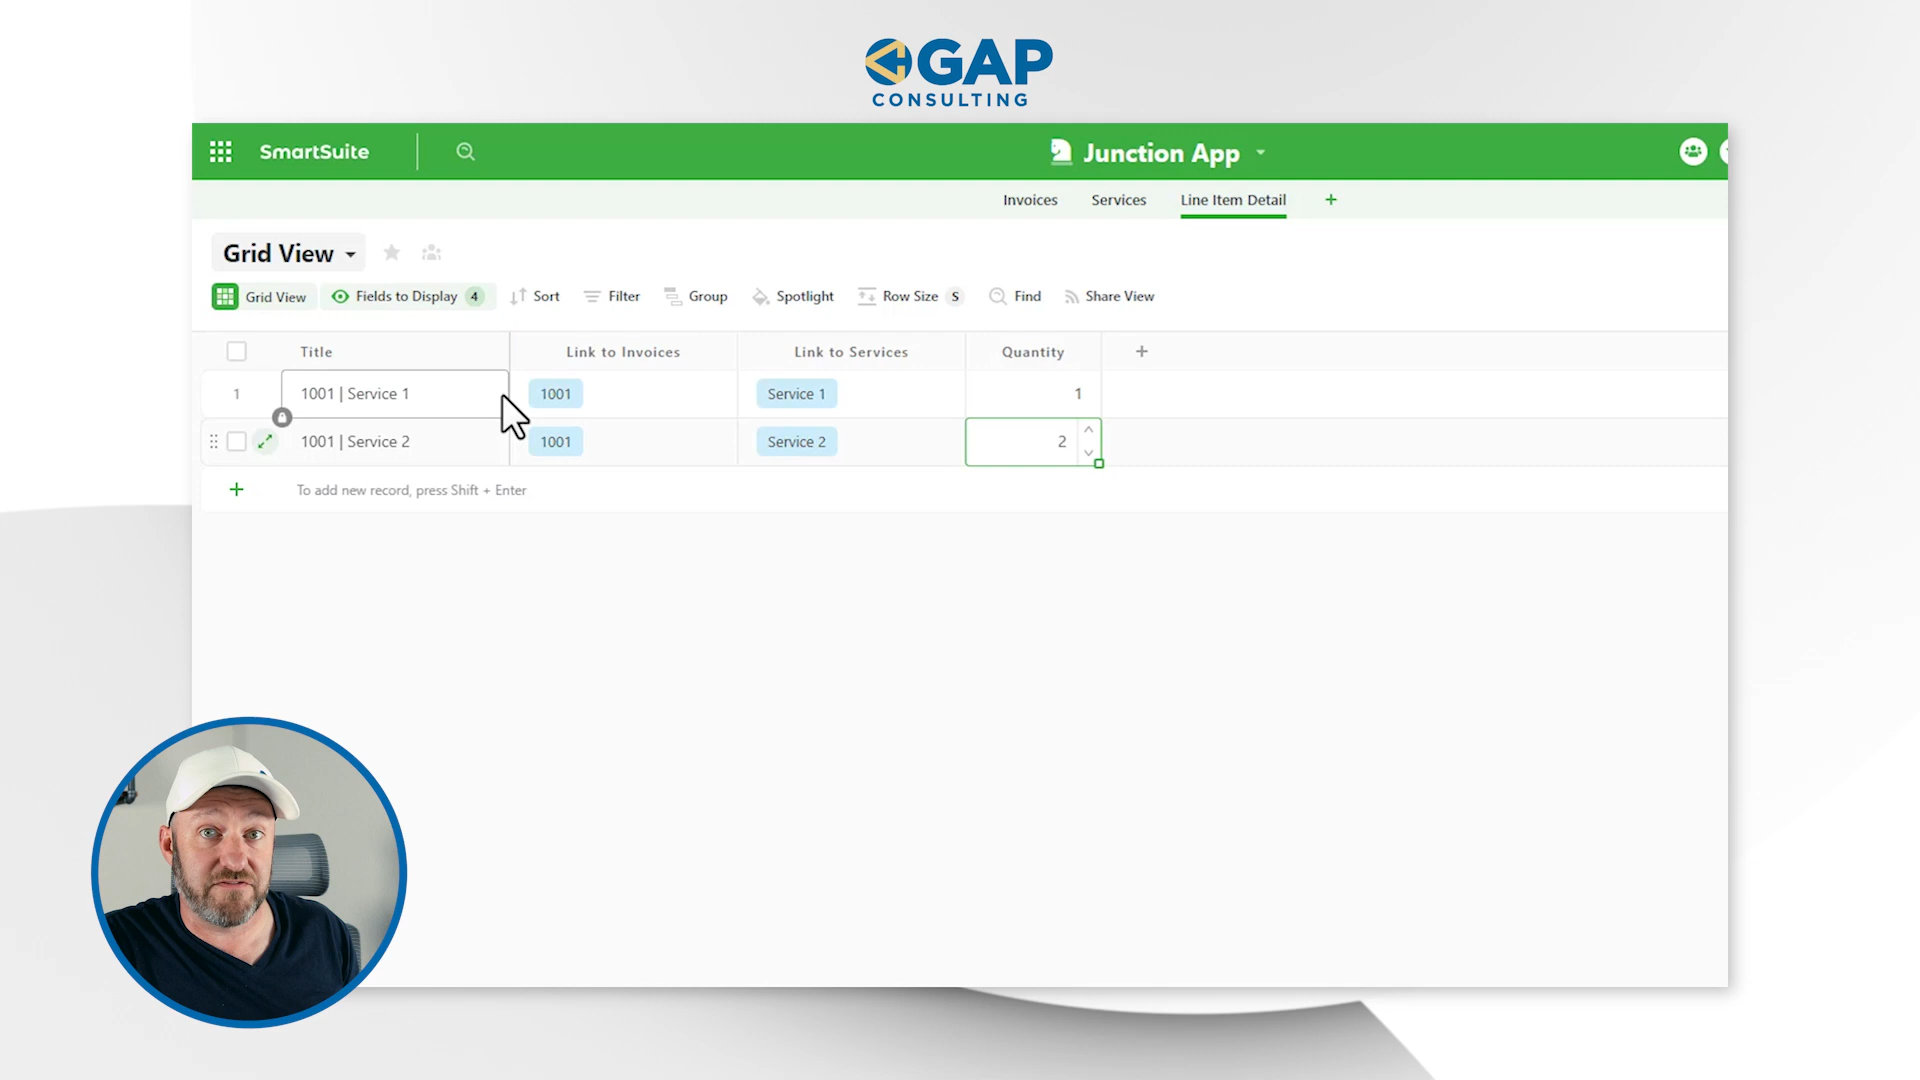 GAP
CONSULTING
SmartSuite
Junction App
Invoices Services Line Item Detail +
Grid View
Grid View Fields to Display 4 Sort Filter Group Spotlight Row Size S Find Share View
Title Link to Invoices Link to Services Quantity +
1 1001 | Service 1 1001 Service 1 1
1001 | Service 2 1001 Service 2 2
+ To add new record, press Shift + Enter